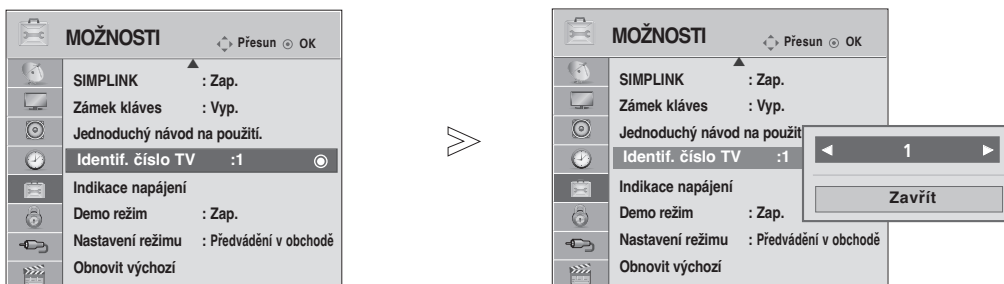 MOŽNOSTI
Přesun OK
SIMPLINK : Zap.
Zámek kláves : Vyp.
Jednoduchý návod na použití.
Identif. číslo TV :1
Indikace napájení
Demo režim : Zap.
Nastavení režimu : Předvádění v obchodě
Obnovit výchozí
MOŽNOSTI
Přesun OK
SIMPLINK : Zap.
Zámek kláves : Vyp.
Jednoduchý návod na použit
Identif. číslo TV :1
Indikace napájení
Demo režim : Zap.
Nastavení režimu : Předvádění v obchodě
Obnovit výchozí
1
Zavřít